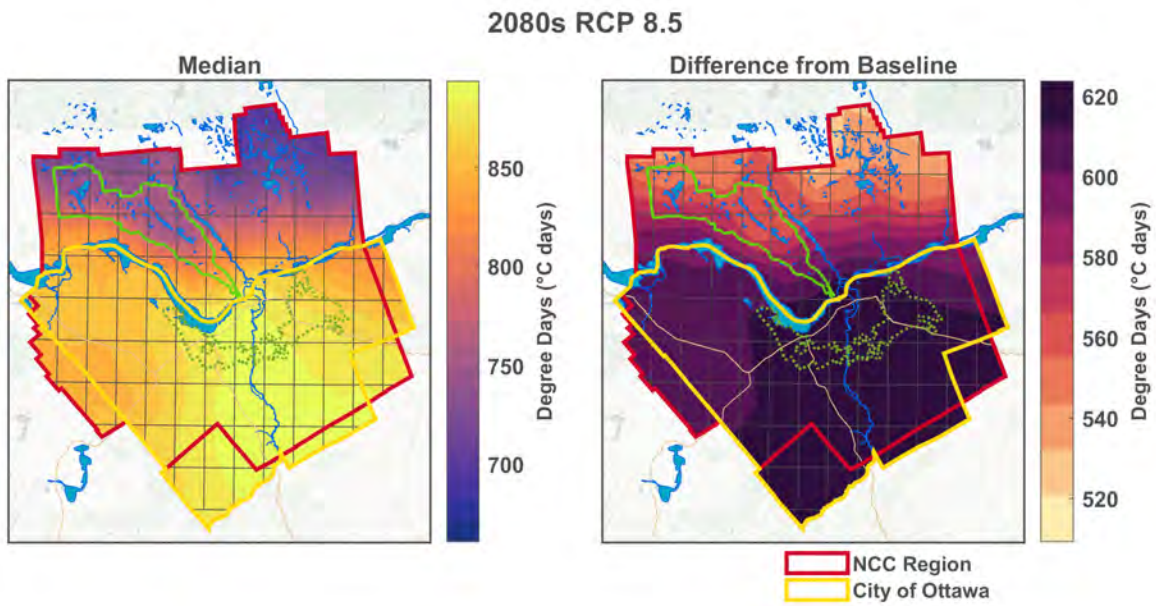 2080s RCP 8.5
Median
850
800
750
700
Degree Days (°C days)
Difference from Baseline
620
600
580
560
540
520
Degree Days (°C days)
NCC Region
City of Ottawa